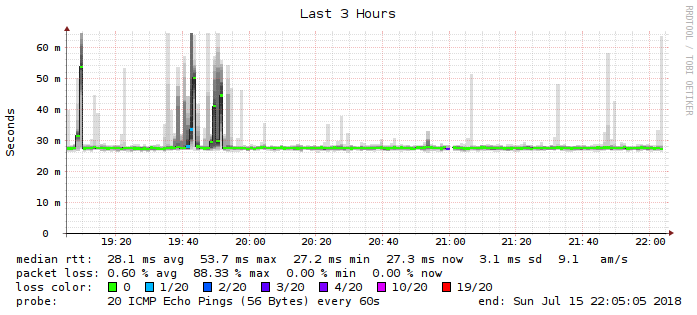 Last 3 Hours
RRDTOOL / TOBI OETIKER
Seconds
60 m
50 m
40 m
30 m
20 m
10 m
0
19:20 19:40 20:00 20:20 20:40 21:00 21:20 21:40 22:00
median rtt: 28.1 ms avg 53.7 ms max 27.2 ms min 27.3 ms now 3.1 ms sd 9.1 am/s
packet loss: 0.60 % avg 88.33 % max 0.00 % min 0.00 % now
loss color: 0 1/20 2/20 3/20 4/20 10/20 19/20
probe: 20 ICMP Echo Pings (56 Bytes) every 60s end: Sun Jul 15 22:05:05 2018